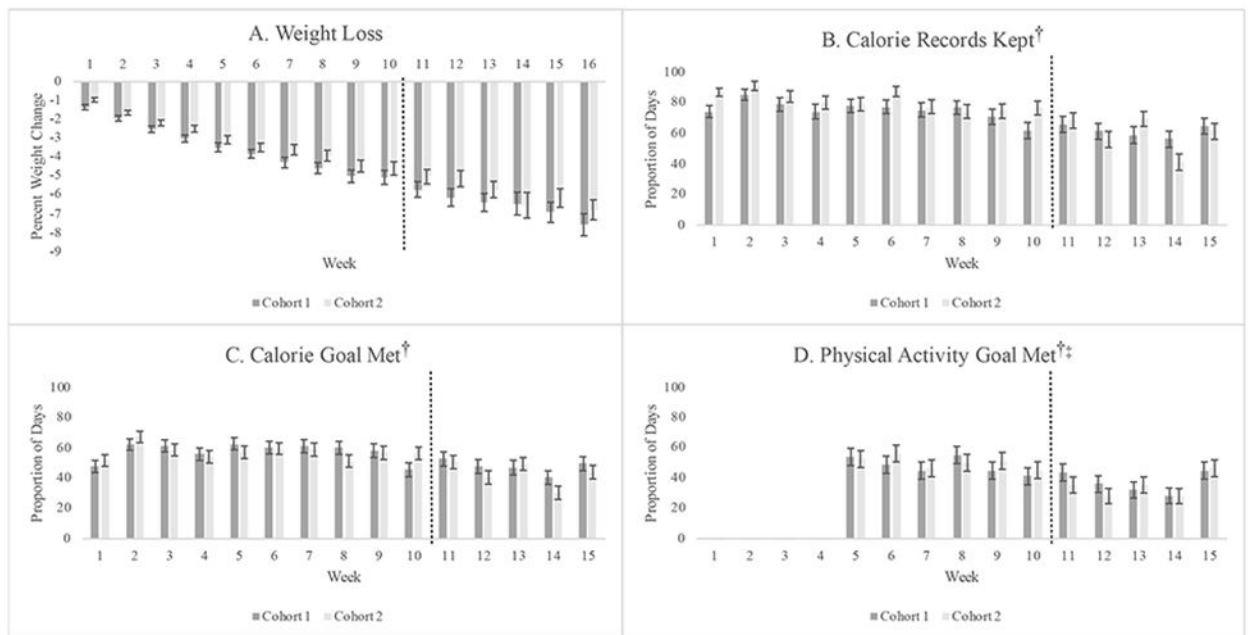 A. Weight Loss
1 2 3 4 5 6 7 8 9 10 11 12 13 14 15 16
0
-1
-2
-3
-4
-5
-6
-7
-8
-9
Percent Weight Change
Week
Cohort 1 Cohort 2
B. Calorie Records Kept†
100
80
60
40
20
0
Proportion of Days
1 2 3 4 5 6 7 8 9 10 11 12 13 14 15
Week
Cohort 1 Cohort 2
C. Calorie Goal Met†
100
80
60
40
20
0
Proportion of Days
1 2 3 4 5 6 7 8 9 10 11 12 13 14 15
Week
Cohort 1 Cohort 2
D. Physical Activity Goal Met†‡
100
80
60
40
20
0
Proportion of Days
1 2 3 4 5 6 7 8 9 10 11 12 13 14 15
Week
Cohort 1 Cohort 2